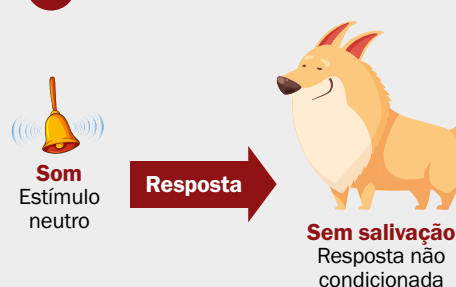 Som
Estímulo
neutro
Resposta
Sem salivação
Resposta não
condicionada